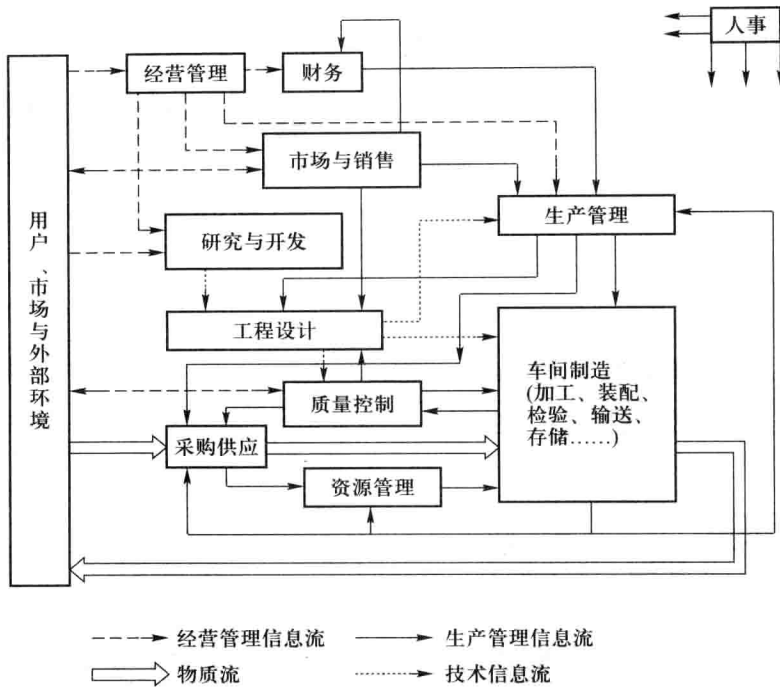 人事
经营管理
财务
市场与销售
用户、市场与外部环境
生产管理
研究与开发
工程设计
车间制造
(加工、装配、
检验、输送、
存储……)
质量控制
采购供应
资源管理
经营管理信息流
生产管理信息流
物质流
技术信息流